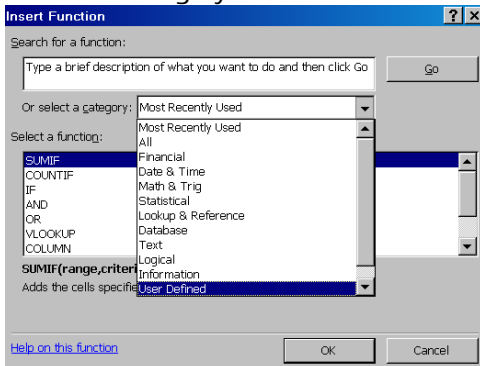 Insert Function
Search for a function:
Type a brief description of what you want to do and then click Go
Go
Or select a category: Most Recently Used
Most Recently Used
All
Financial
Date & Time
Math & Trig
Statistical
Lookup & Reference
Database
Text
Logical
Information
User Defined
Select a function:
SUMIF
COUNTIF
IF
AND
OR
VLOOKUP
COLUMN
SUMIF(range,criteri
Adds the cells specifie
Help on this function
OK
Cancel